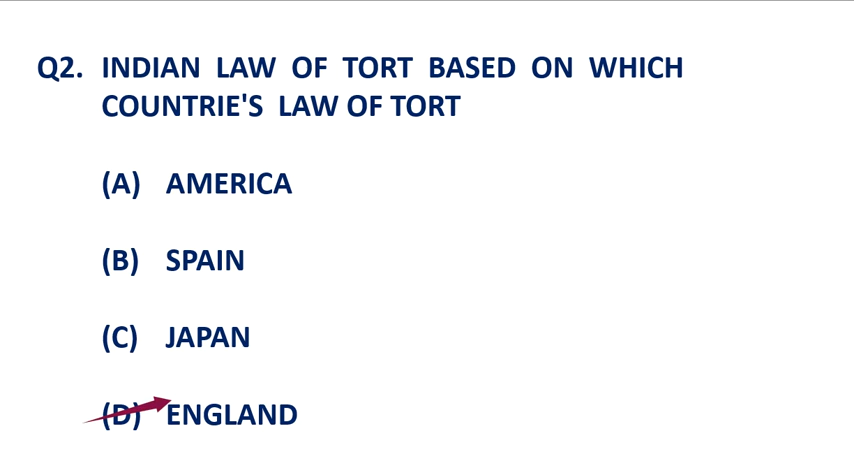 Q2. INDIAN LAW OF TORT BASED ON WHICH
COUNTRIE'S LAW OF TORT
(A) AMERICA
(B) SPAIN
(C) JAPAN
(D) ENGLAND